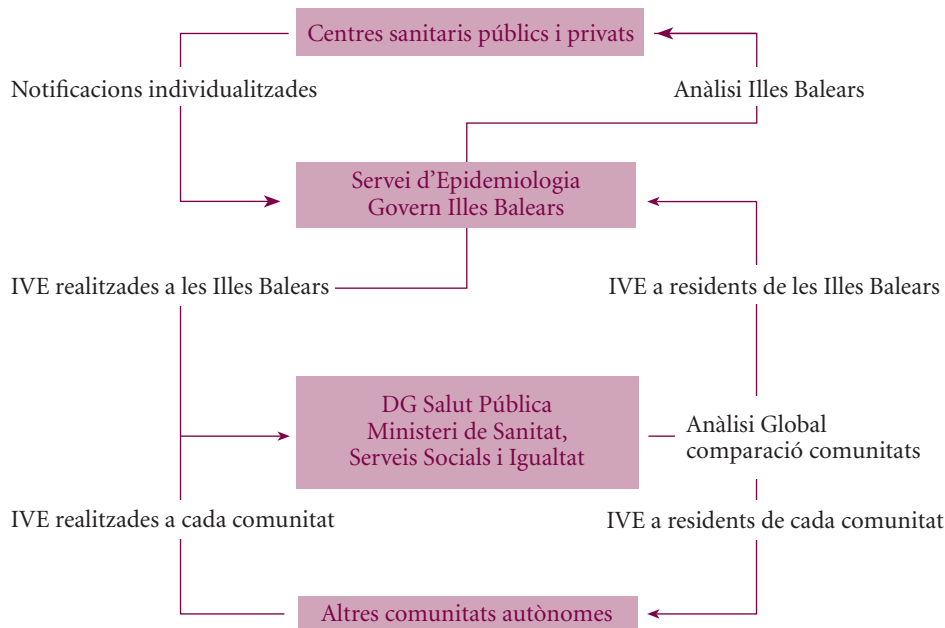 Centres sanitaris públics i privats
Notificacions individualitzades
Anàlisi Illes Balears
Servei d'Epidemiologia
Govern Illes Balears
IVE realitzades a les Illes Balears
IVE a residents de les Illes Balears
DG Salut Pública
Ministeri de Sanitat,
Serveis Socials i Igualtat
Anàlisi Global
comparació comunitats
IVE realitzades a cada comunitat
IVE a residents de cada comunitat
Altres comunitats autònomes